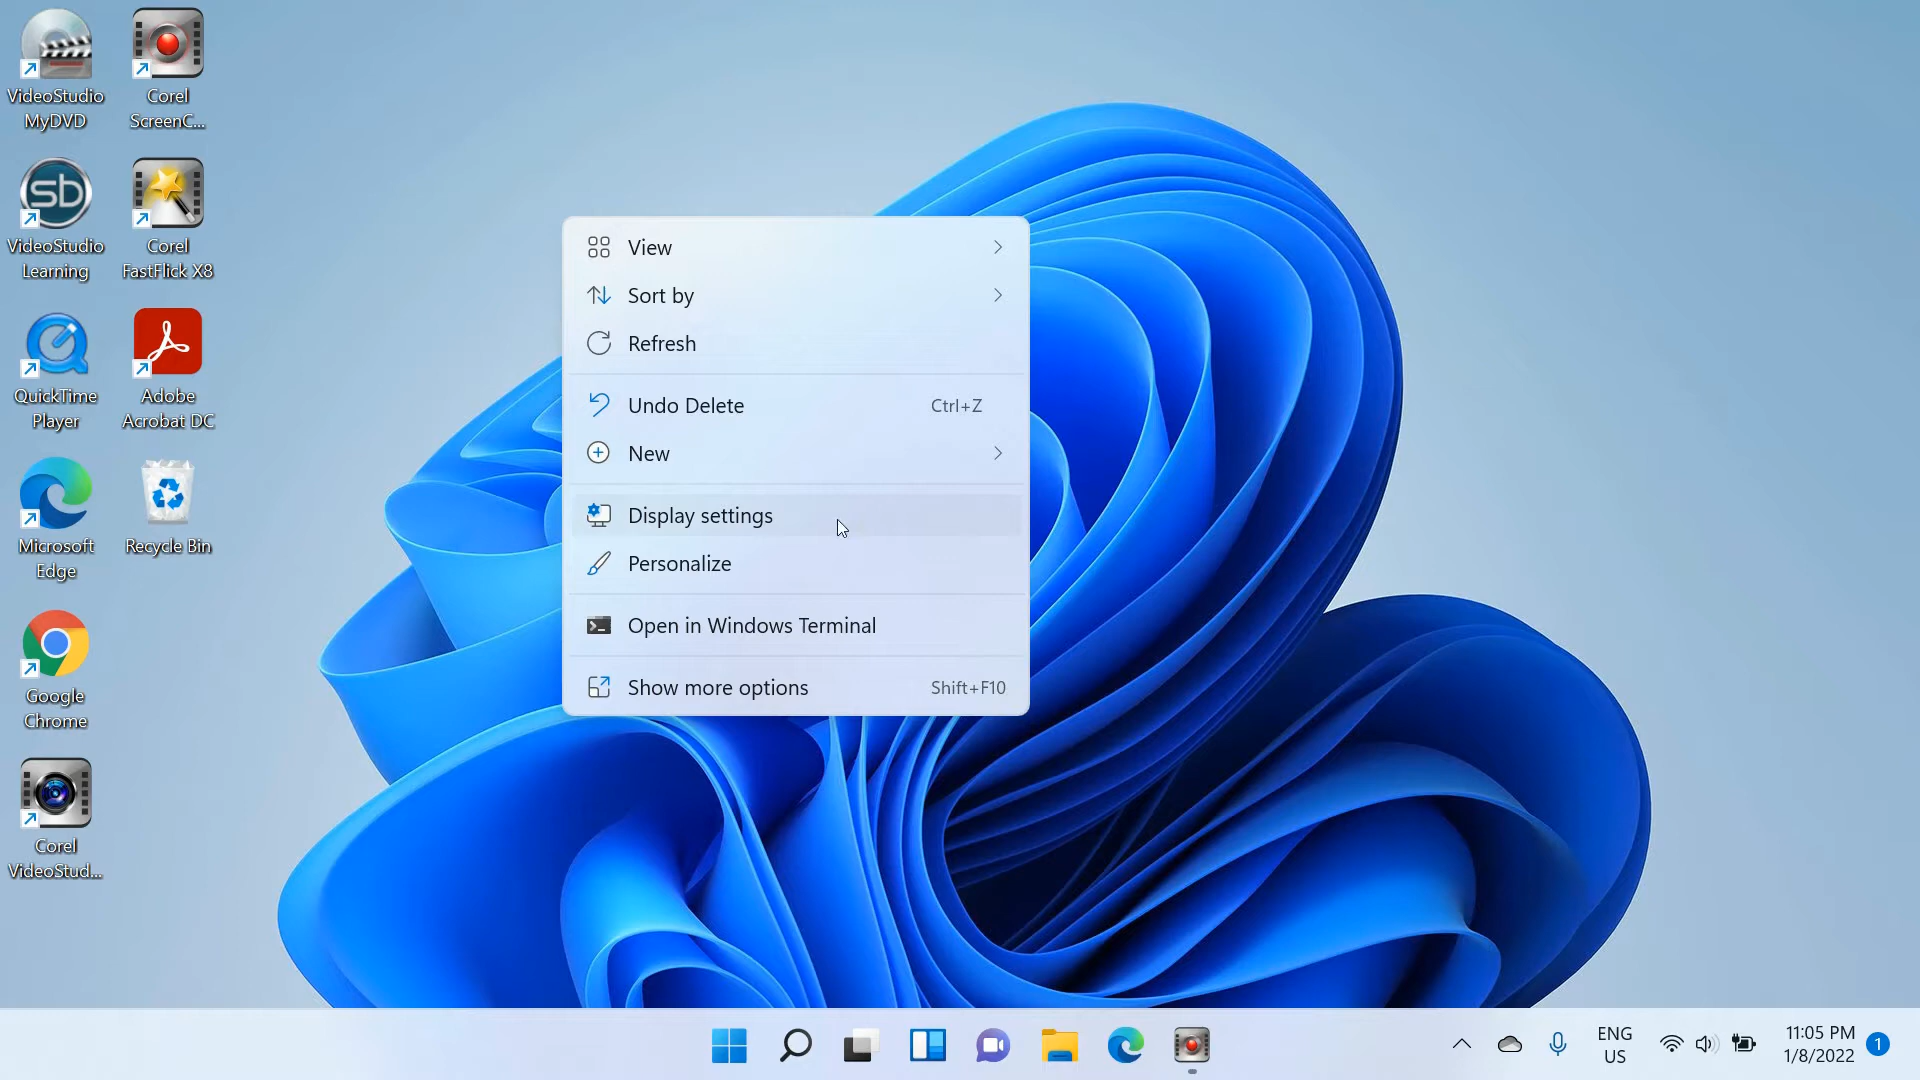 VideoStudio
MyDVD
Corel
ScreenC...
sb
VideoStudio
Learning
Corel
FastFlick X8
QuickTime
Player
Adobe
Acrobat DC
Microsoft
Edge
Recycle Bin
Google
Chrome
Corel
VideoStud...
View
Sort by
Refresh
Undo Delete Ctrl+Z
New
Display settings
Personalize
Open in Windows Terminal
Show more options Shift+F10
ENG
US
11:05 PM
1/8/2022
1